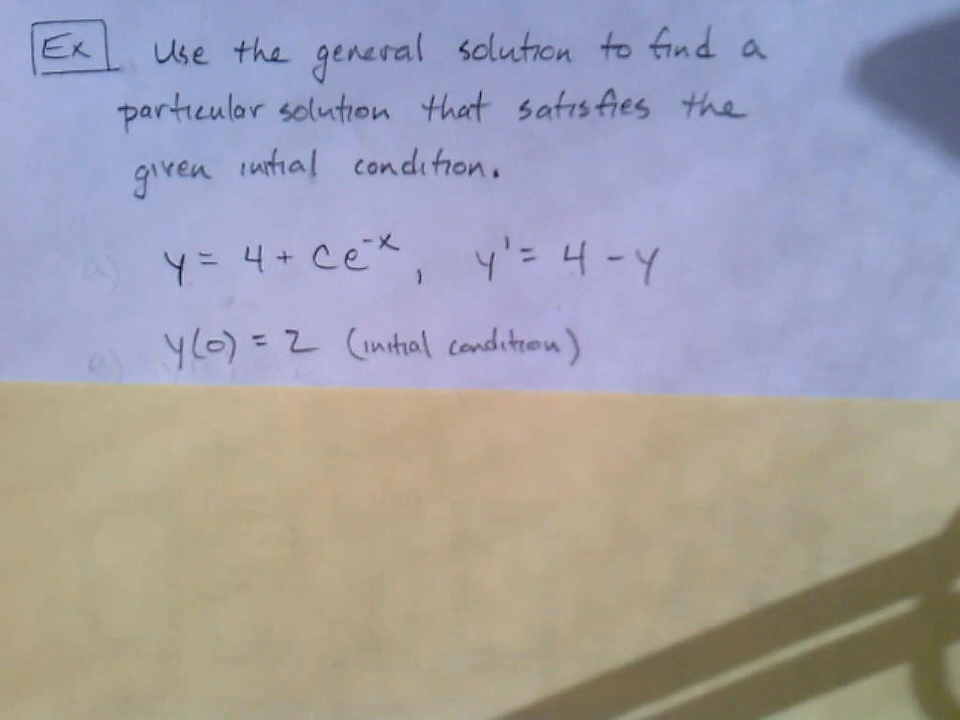 Ex Use the general solution to find a
particular solution that satisfies the
given initial condition.
y = 4 + Ce⁻ˣ, y' = 4 - y
y(0) = 2 (initial condition)